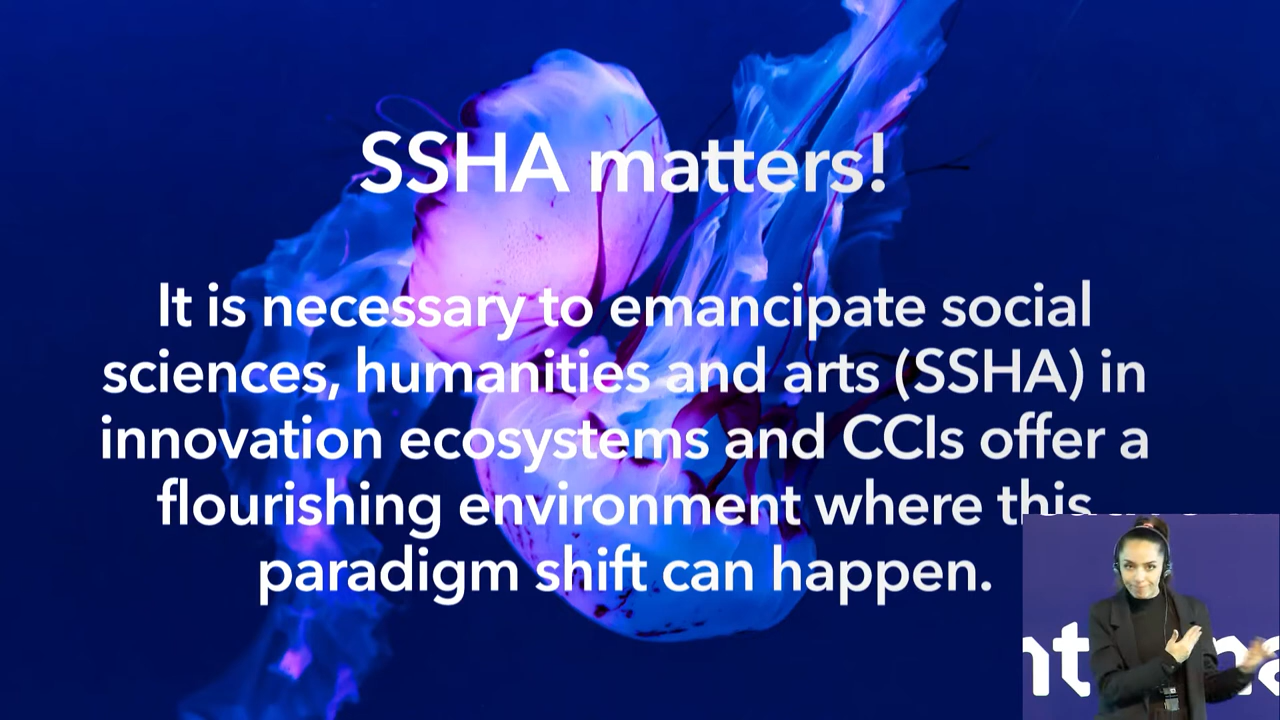 SSHA matters!
It is necessary to emancipate social
sciences, humanities and arts (SSHA) in
innovation ecosystems and CCIs offer a
flourishing environment where this
paradigm shift can happen.